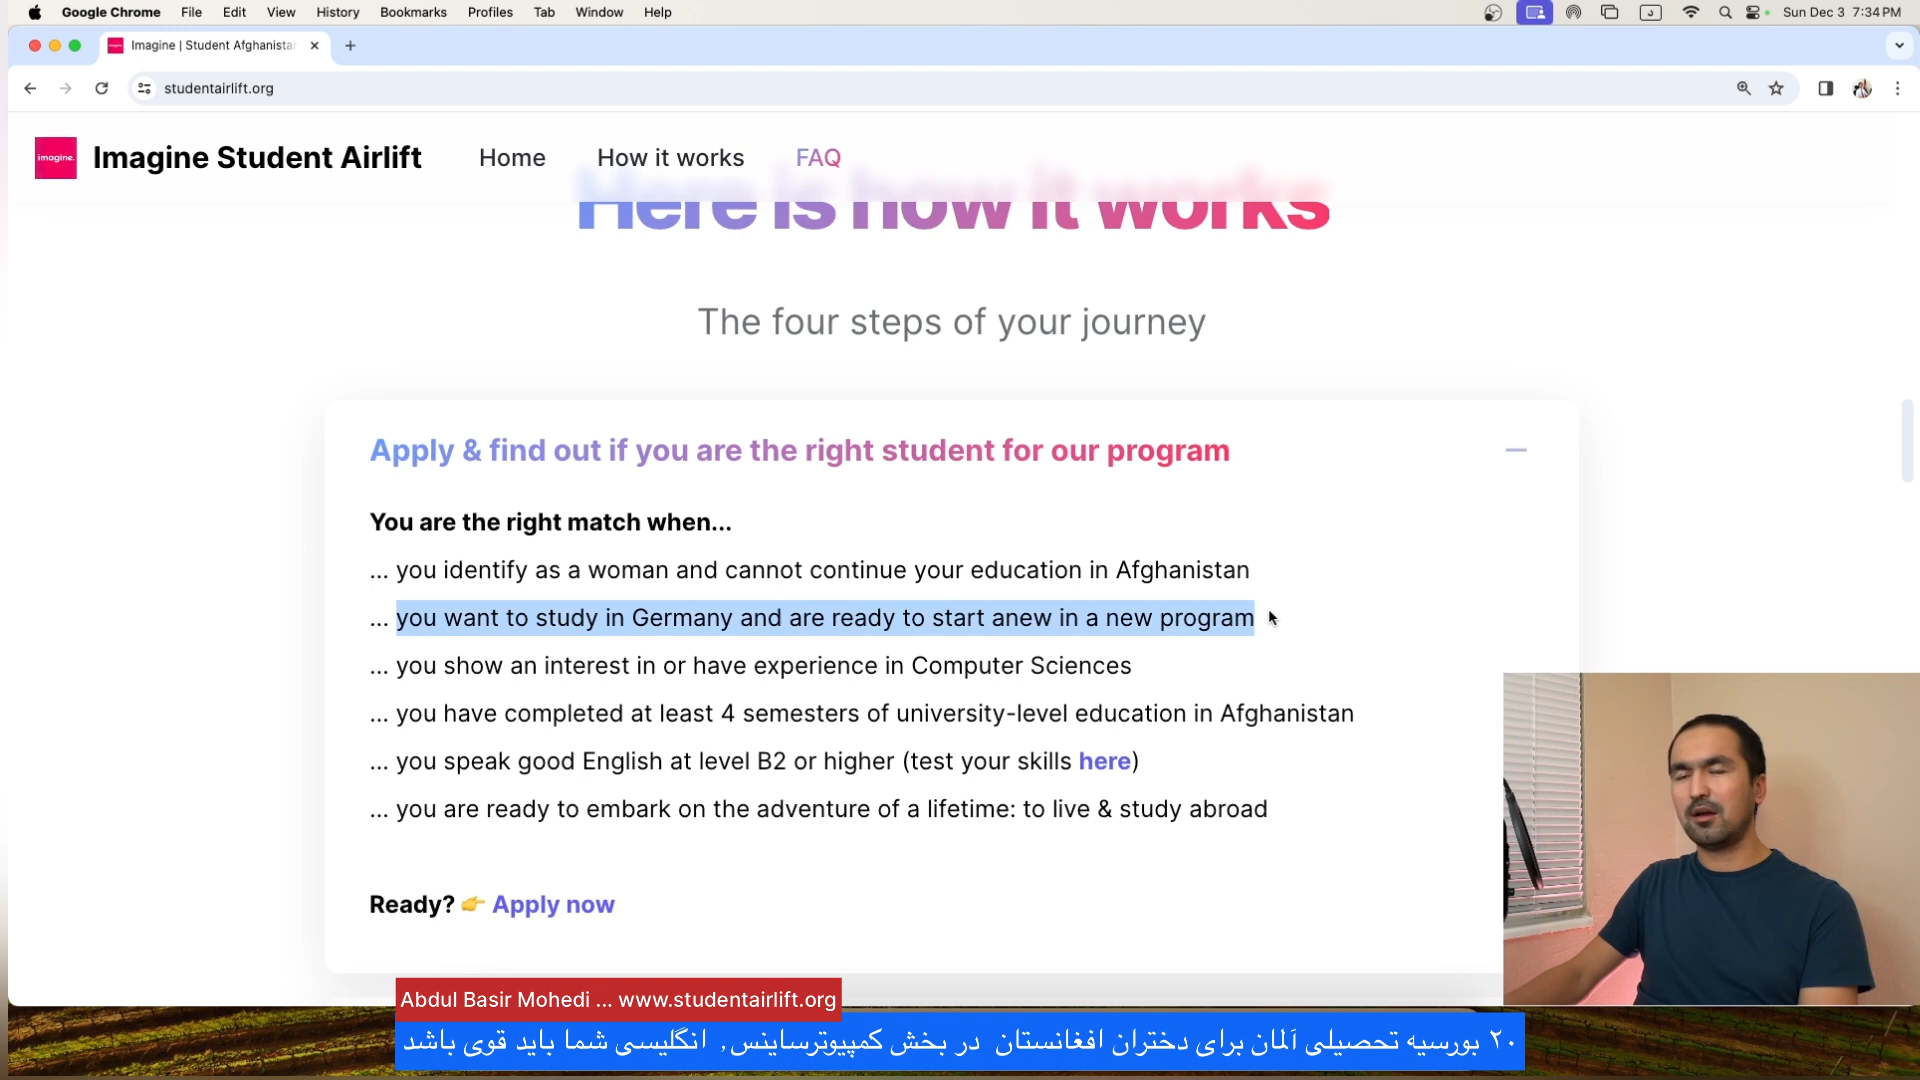 Google Chrome File Edit View History Bookmarks Profiles Tab Window Help Sun Dec 3 7:34 PM
Imagine | Student Afghanistan
studentairlift.org
imagine. Imagine Student Airlift Home How it works FAQ
Here is how it works
The four steps of your journey
Apply & find out if you are the right student for our program
You are the right match when...
... you identify as a woman and cannot continue your education in Afghanistan
... you want to study in Germany and are ready to start anew in a new program
... you show an interest in or have experience in Computer Sciences
... you have completed at least 4 semesters of university-level education in Afghanistan
... you speak good English at level B2 or higher (test your skills here)
... you are ready to embark on the adventure of a lifetime: to live & study abroad
Ready? 👉 Apply now
Abdul Basir Mohedi ... www.studentairlift.org
۲۰ بورسیه تحصیلی آلمان برای دختران افغانستان در بخش کمپیوترساینس, انگلیسی شما باید قوی باشد